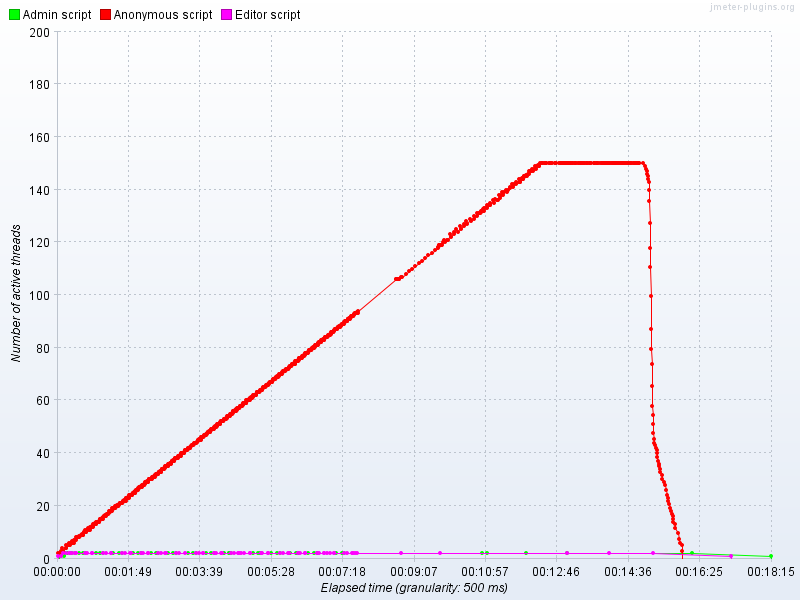 jmeter-plugins.org
Admin script Anonymous script Editor script
200
180
160
140
120
100
80
60
40
20
0
Number of active threads
00:00:00 00:01:49 00:03:39 00:05:28 00:07:18 00:09:07 00:10:57 00:12:46 00:14:36 00:16:25 00:18:15
Elapsed time (granularity: 500 ms)